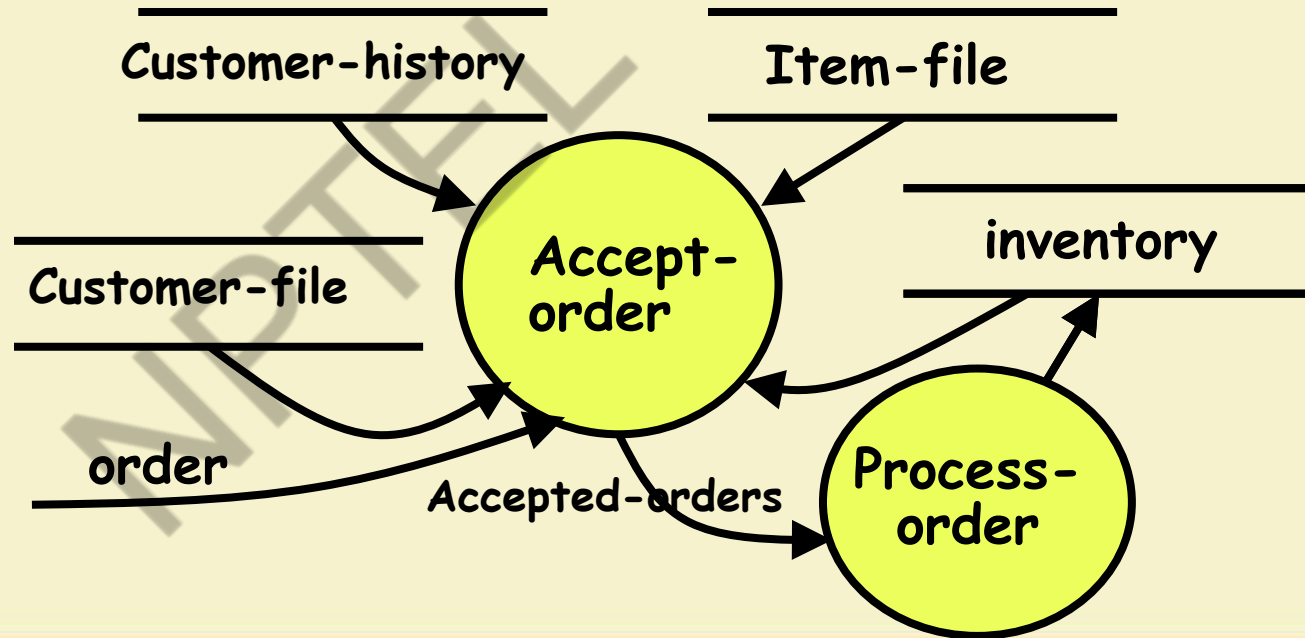 Customer-history
Item-file
Accept-
order
inventory
Customer-file
order
Accepted-orders
Process-
order
NPTEL